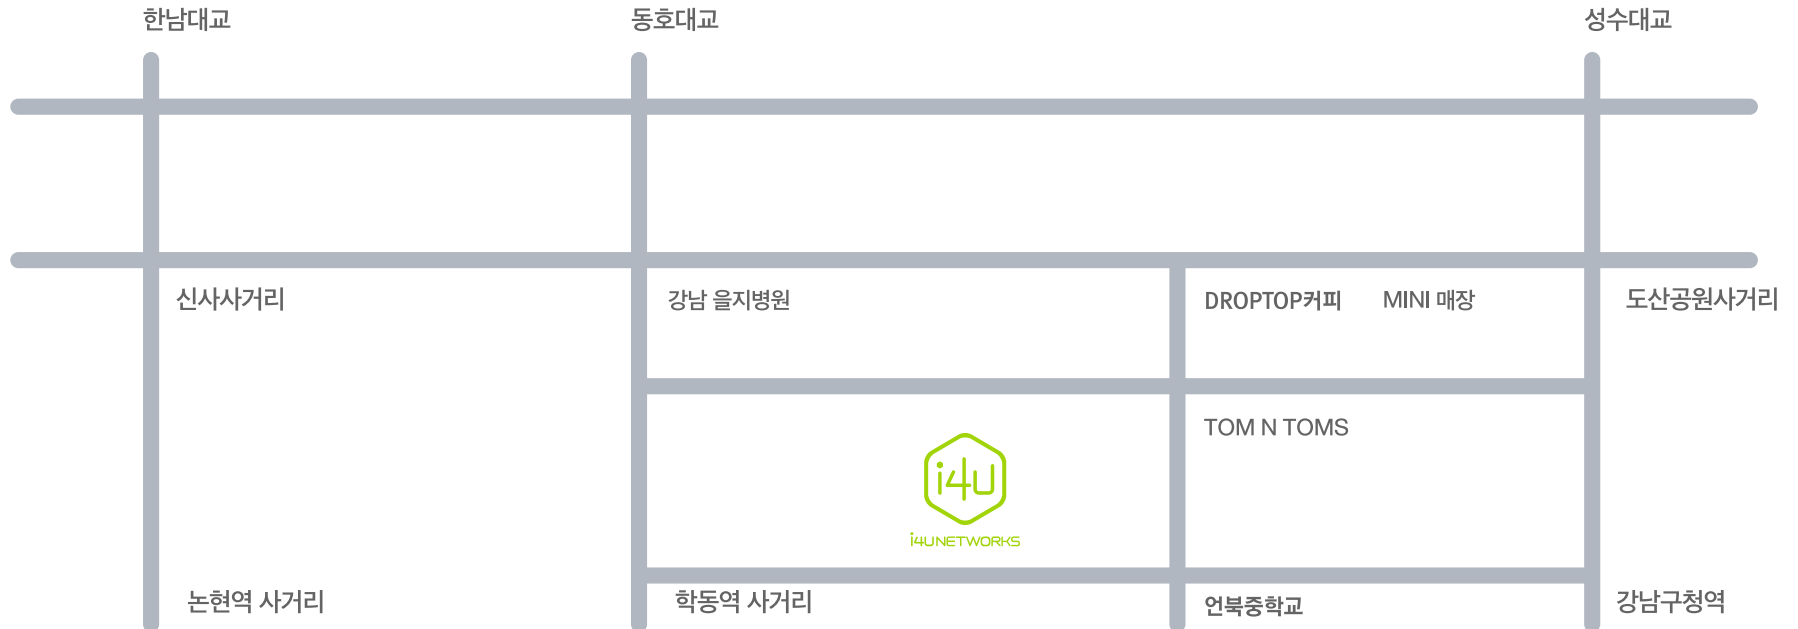 한남대교
동호대교
성수대교
신사사거리
강남 을지병원
DROPTOP커피
MINI 매장
도산공원사거리
TOM N TOMS
i4u
i4UNETWORKS
논현역 사거리
학동역 사거리
언북중학교
강남구청역